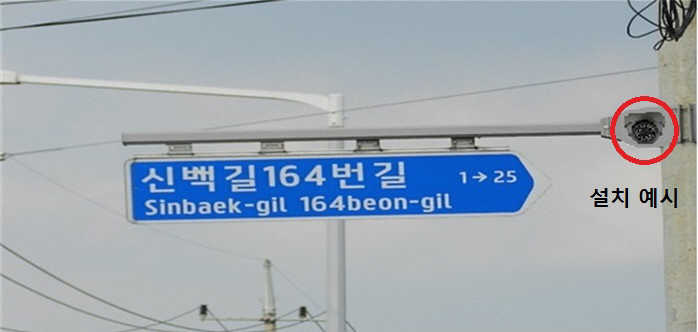 신백길164번길 1→25
Sinbaek-gil 164beon-gil
설치 예시